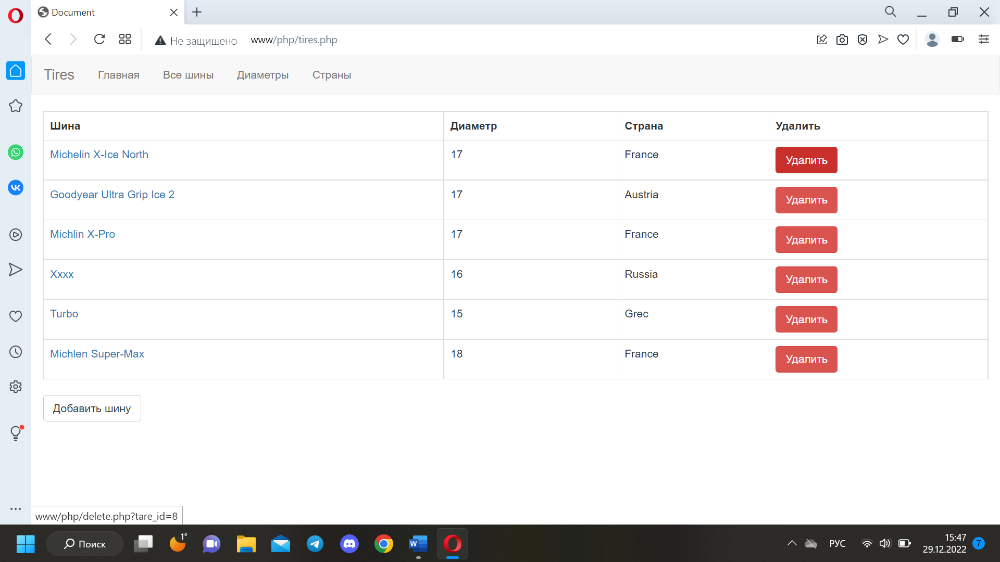 Document
Не защищено www/php/tires.php
Tires Главная Все шины Диаметры Страны
Шина Диаметр Страна Удалить
Michelin X-Ice North 17 France Удалить
Goodyear Ultra Grip Ice 2 17 Austria Удалить
Michlin X-Pro 17 France Удалить
Xxxx 16 Russia Удалить
Turbo 15 Grec Удалить
Michlen Super-Max 18 France Удалить
Добавить шину
www/php/delete.php?tare_id=8
Поиск 1° W РУС 15:47
29.12.2022 7